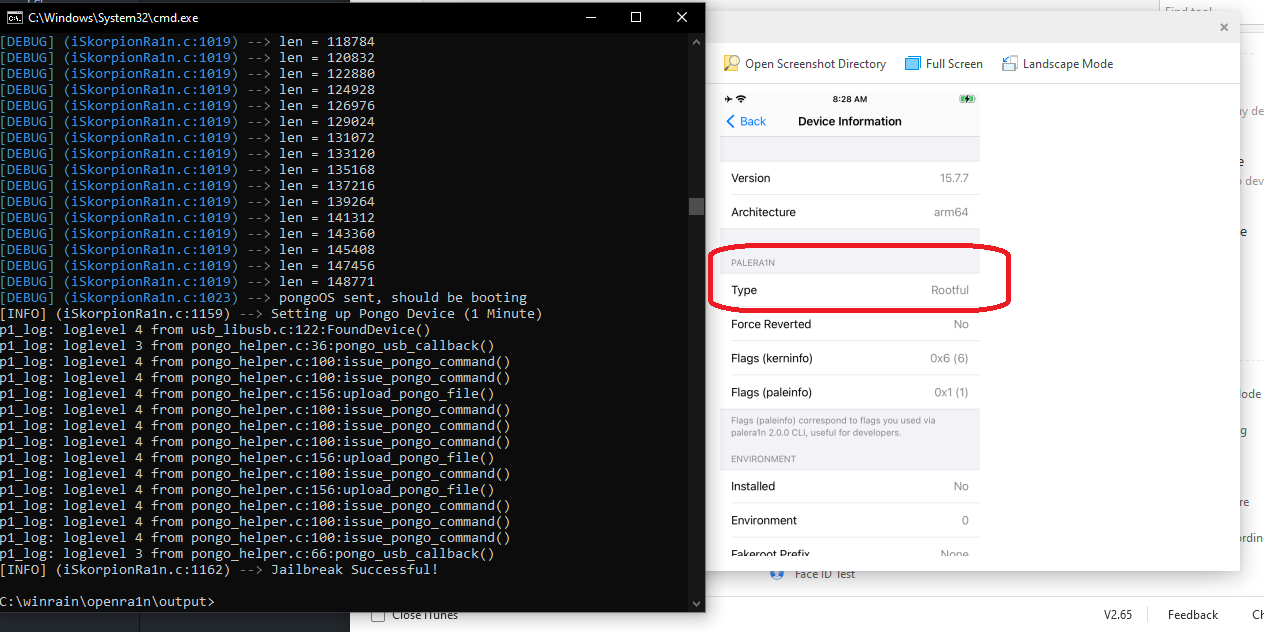 C:\Windows\System32\cmd.exe
[DEBUG] (iSkorpionRa1n.c:1019) --> len = 118784
[DEBUG] (iSkorpionRa1n.c:1019) --> len = 120832
[DEBUG] (iSkorpionRa1n.c:1019) --> len = 122880
[DEBUG] (iSkorpionRa1n.c:1019) --> len = 124928
[DEBUG] (iSkorpionRa1n.c:1019) --> len = 126976
[DEBUG] (iSkorpionRa1n.c:1019) --> len = 129024
[DEBUG] (iSkorpionRa1n.c:1019) --> len = 131072
[DEBUG] (iSkorpionRa1n.c:1019) --> len = 133120
[DEBUG] (iSkorpionRa1n.c:1019) --> len = 135168
[DEBUG] (iSkorpionRa1n.c:1019) --> len = 137216
[DEBUG] (iSkorpionRa1n.c:1019) --> len = 139264
[DEBUG] (iSkorpionRa1n.c:1019) --> len = 141312
[DEBUG] (iSkorpionRa1n.c:1019) --> len = 143360
[DEBUG] (iSkorpionRa1n.c:1019) --> len = 145408
[DEBUG] (iSkorpionRa1n.c:1019) --> len = 147456
[DEBUG] (iSkorpionRa1n.c:1019) --> len = 148771
[DEBUG] (iSkorpionRa1n.c:1023) --> pongoOS sent, should be booting
[INFO] (iSkorpionRa1n.c:1159) --> Setting up Pongo Device (1 Minute)
p1_log: loglevel 4 from usb_libusb.c:122:FoundDevice()
p1_log: loglevel 3 from pongo_helper.c:36:pongo_usb_callback()
p1_log: loglevel 4 from pongo_helper.c:100:issue_pongo_command()
p1_log: loglevel 4 from pongo_helper.c:100:issue_pongo_command()
p1_log: loglevel 4 from pongo_helper.c:156:upload_pongo_file()
p1_log: loglevel 4 from pongo_helper.c:100:issue_pongo_command()
p1_log: loglevel 4 from pongo_helper.c:100:issue_pongo_command()
p1_log: loglevel 4 from pongo_helper.c:100:issue_pongo_command()
p1_log: loglevel 4 from pongo_helper.c:156:upload_pongo_file()
p1_log: loglevel 4 from pongo_helper.c:100:issue_pongo_command()
p1_log: loglevel 4 from pongo_helper.c:156:upload_pongo_file()
p1_log: loglevel 4 from pongo_helper.c:100:issue_pongo_command()
p1_log: loglevel 4 from pongo_helper.c:100:issue_pongo_command()
p1_log: loglevel 4 from pongo_helper.c:100:issue_pongo_command()
p1_log: loglevel 3 from pongo_helper.c:66:pongo_usb_callback()
[INFO] (iSkorpionRa1n.c:1162) --> Jailbreak Successful!
C:\winrain\openra1n\output>
Open Screenshot Directory Full Screen Landscape Mode
8:28 AM
Back Device Information
Version 15.7.7
Architecture arm64
PALERA1N
Type Rootful
Force Reverted No
Flags (kerninfo) 0x6 (6)
Flags (paleinfo) 0x1 (1)
Flags (paleinfo) correspond to flags you used via
palera1n 2.0.0 CLI, useful for developers.
ENVIRONMENT
Installed No
Environment 0
Fakeroot Prefix None
Face ID Test
Close iTunes
V2.65 Feedback